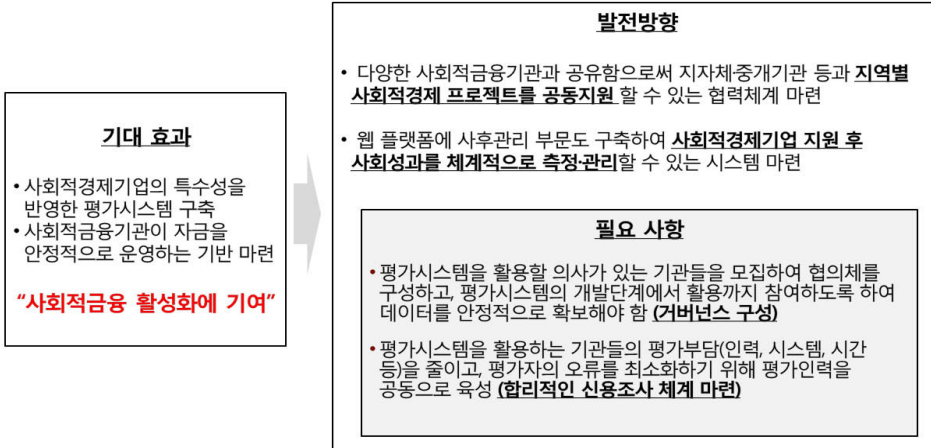 기대 효과
• 사회적경제기업의 특수성을
반영한 평가시스템 구축
• 사회적금융기관이 자금을
안정적으로 운영하는 기반 마련
“사회적금융 활성화에 기여”
발전방향
• 다양한 사회적금융기관과 공유함으로써 지자체·중개기관 등과 지역별
사회적경제 프로젝트를 공동지원 할 수 있는 협력체계 마련
• 웹 플랫폼에 사후관리 부문도 구축하여 사회적경제기업 지원 후
사회성과를 체계적으로 측정·관리할 수 있는 시스템 마련
필요 사항
• 평가시스템을 활용할 의사가 있는 기관들을 모집하여 협의체를
구성하고, 평가시스템의 개발단계에서 활용까지 참여하도록 하여
데이터를 안정적으로 확보해야 함 (거버넌스 구성)
• 평가시스템을 활용하는 기관들의 평가부담(인력, 시스템, 시간
등)을 줄이고, 평가자의 오류를 최소화하기 위해 평가인력을
공동으로 육성 (합리적인 신용조사 체계 마련)